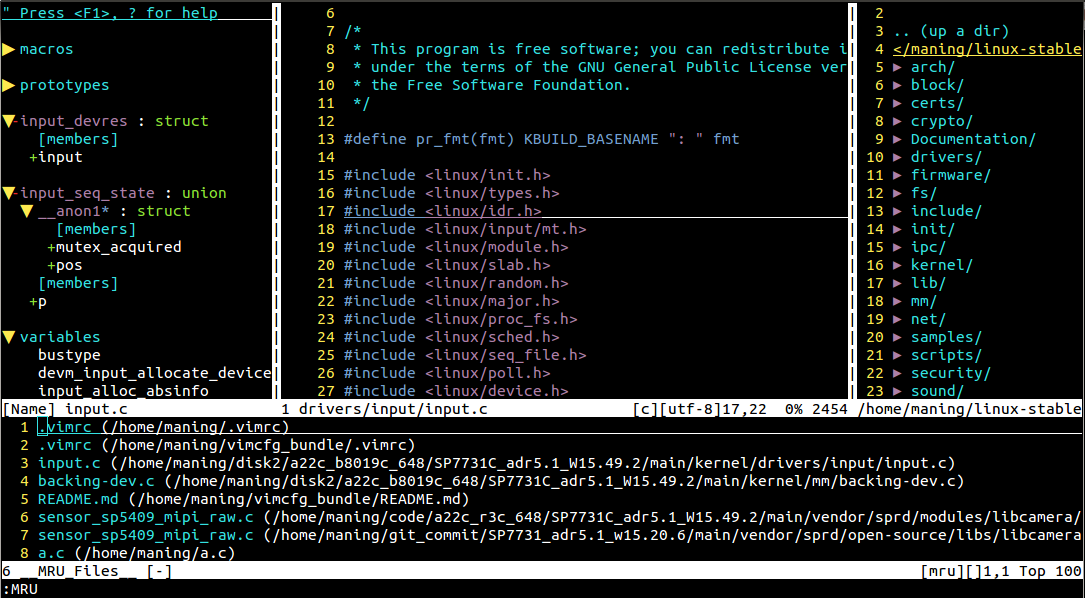 " Press <F1>, ? for help
▶ macros
▶ prototypes
▼-input_devres : struct
[members]
+input
▼-input_seq_state : union
▼__anon1* : struct
[members]
+mutex_acquired
+pos
[members]
+p
▼ variables
bustype
devm_input_allocate_device
input_alloc_absinfo
[Name] input.c
6
7 /*
8 * This program is free software; you can redistribute i
9 * under the terms of the GNU General Public License ver
10 * the Free Software Foundation.
11 */
12
13 #define pr_fmt(fmt) KBUILD_BASENAME ": " fmt
14
15 #include <linux/init.h>
16 #include <linux/types.h>
17 #include <linux/idr.h>
18 #include <linux/input/mt.h>
19 #include <linux/module.h>
20 #include <linux/slab.h>
21 #include <linux/random.h>
22 #include <linux/major.h>
23 #include <linux/proc_fs.h>
24 #include <linux/sched.h>
25 #include <linux/seq_file.h>
26 #include <linux/poll.h>
27 #include <linux/device.h>
1 drivers/input/input.c [c][utf-8]17,22 0% 2454
2
3 .. (up a dir)
4 </maning/linux-stable
5 ▶ arch/
6 ▶ block/
7 ▶ certs/
8 ▶ crypto/
9 ▶ Documentation/
10 ▶ drivers/
11 ▶ firmware/
12 ▶ fs/
13 ▶ include/
14 ▶ init/
15 ▶ ipc/
16 ▶ kernel/
17 ▶ lib/
18 ▶ mm/
19 ▶ net/
20 ▶ samples/
21 ▶ scripts/
22 ▶ security/
23 ▶ sound/
/home/maning/linux-stable
1 .vimrc (/home/maning/.vimrc)
2 .vimrc (/home/maning/vimcfg_bundle/.vimrc)
3 input.c (/home/maning/disk2/a22c_b8019c_648/SP7731C_adr5.1_W15.49.2/main/kernel/drivers/input/input.c)
4 backing-dev.c (/home/maning/disk2/a22c_b8019c_648/SP7731C_adr5.1_W15.49.2/main/kernel/mm/backing-dev.c)
5 README.md (/home/maning/vimcfg_bundle/README.md)
6 sensor_sp5409_mipi_raw.c (/home/maning/code/a22c_r3c_648/SP7731C_adr5.1_W15.49.2/main/vendor/sprd/modules/libcamera/
7 sensor_sp5409_mipi_raw.c (/home/maning/git_commit/SP7731_adr5.1_w15.20.6/main/vendor/sprd/open-source/libs/libcamera
8 a.c (/home/maning/a.c)
6 __MRU_Files__ [-] [mru][]1,1 Top 100
:MRU